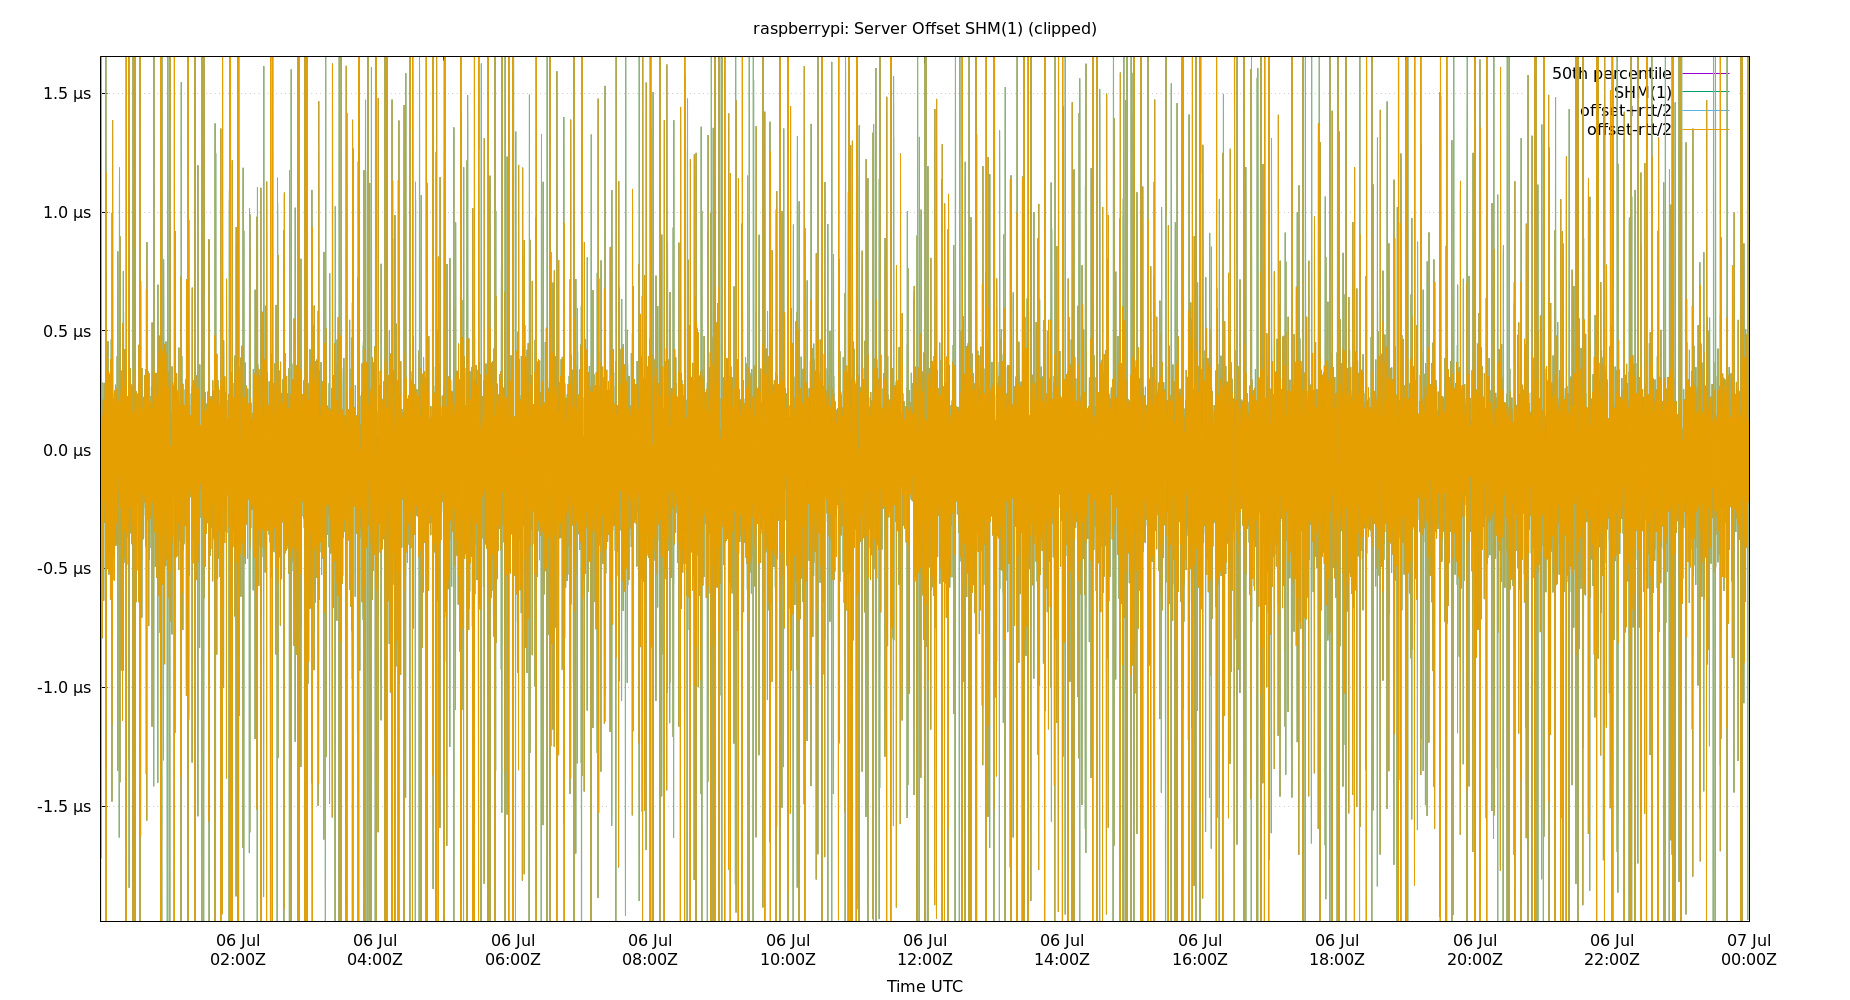 raspberrypi: Server Offset SHM(1) (clipped)
1.5 µs
1.0 µs
0.5 µs
0.0 µs
-0.5 µs
-1.0 µs
-1.5 µs
50th percentile
SHM(1)
offset+rtt/2
offset-rtt/2
06 Jul 06 Jul 06 Jul 06 Jul 06 Jul 06 Jul 06 Jul 06 Jul 06 Jul 06 Jul 06 Jul 07 Jul
02:00Z 04:00Z 06:00Z 08:00Z 10:00Z 12:00Z 14:00Z 16:00Z 18:00Z 20:00Z 22:00Z 00:00Z
Time UTC